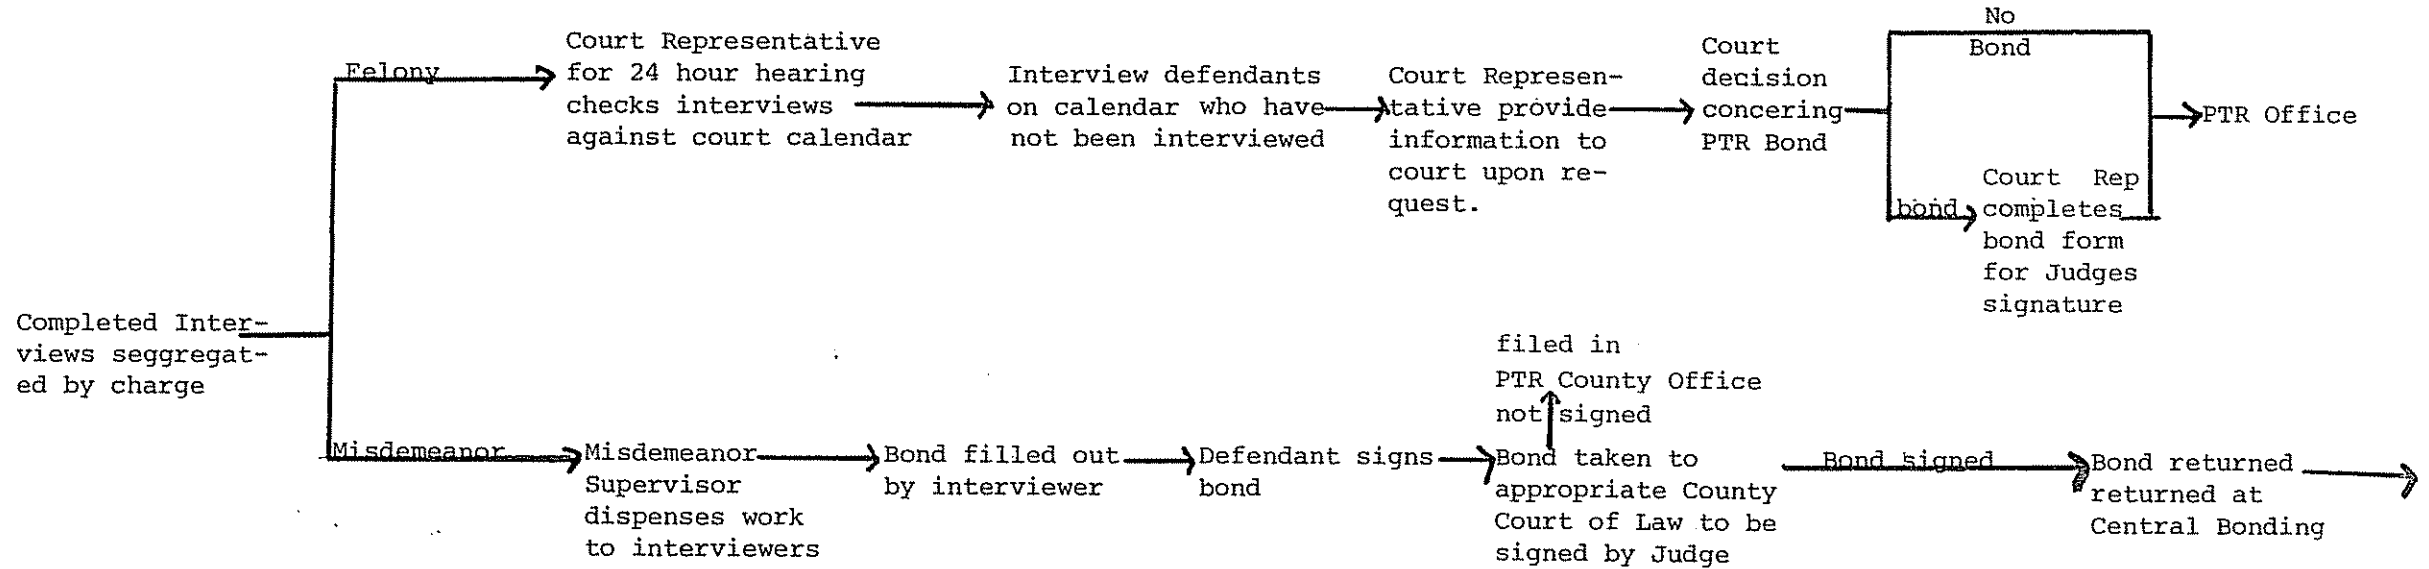 Completed Inter-
views seggregat-
ed by charge
Felony
Court Representative
for 24 hour hearing
checks interviews
against court calendar
Interview defendants
on calendar who have
not been interviewed
Court Represen-
tative provide
information to
court upon re-
quest.
Court
decision
concering
PTR Bond
No
Bond
bond
Court Rep
completes
bond form
for Judges
signature
PTR Office
Misdemeanor
Misdemeanor
Supervisor
dispenses work
to interviewers
Bond filled out
by interviewer
Defendant signs
bond
Bond taken to
appropriate County
Court of Law to be
signed by Judge
filed in
PTR County Office
not signed
Bond signed
Bond returned
returned at
Central Bonding